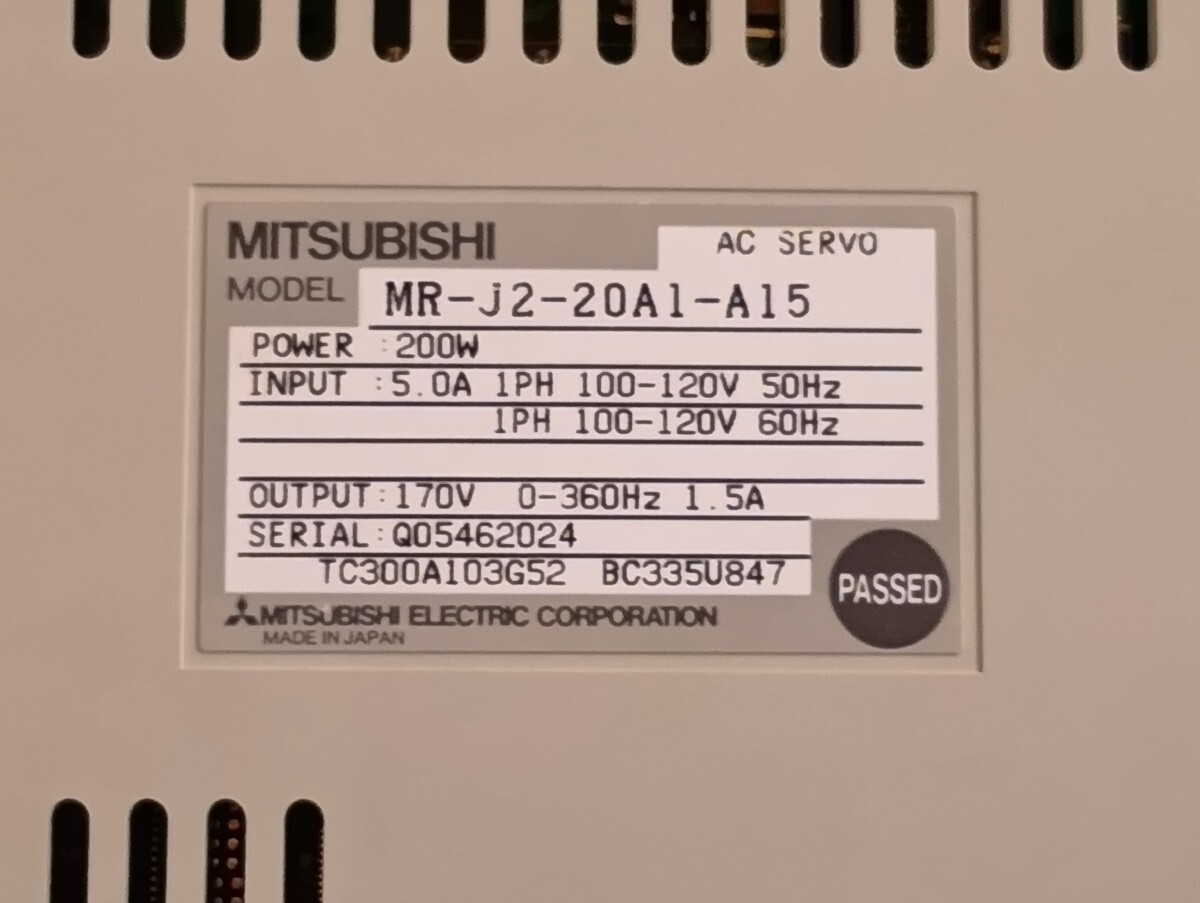 MITSUBISHI
AC SERVO
MODEL MR-J2-20A1-A15
POWER :200W
INPUT :5.0A 1PH 100-120V 50Hz
1PH 100-120V 60Hz
OUTPUT:170V 0-360Hz 1.5A
SERIAL:Q05462024
TC300A103G52 BC335U847
PASSED
MITSUBISHI ELECTRIC CORPORATION
MADE IN JAPAN